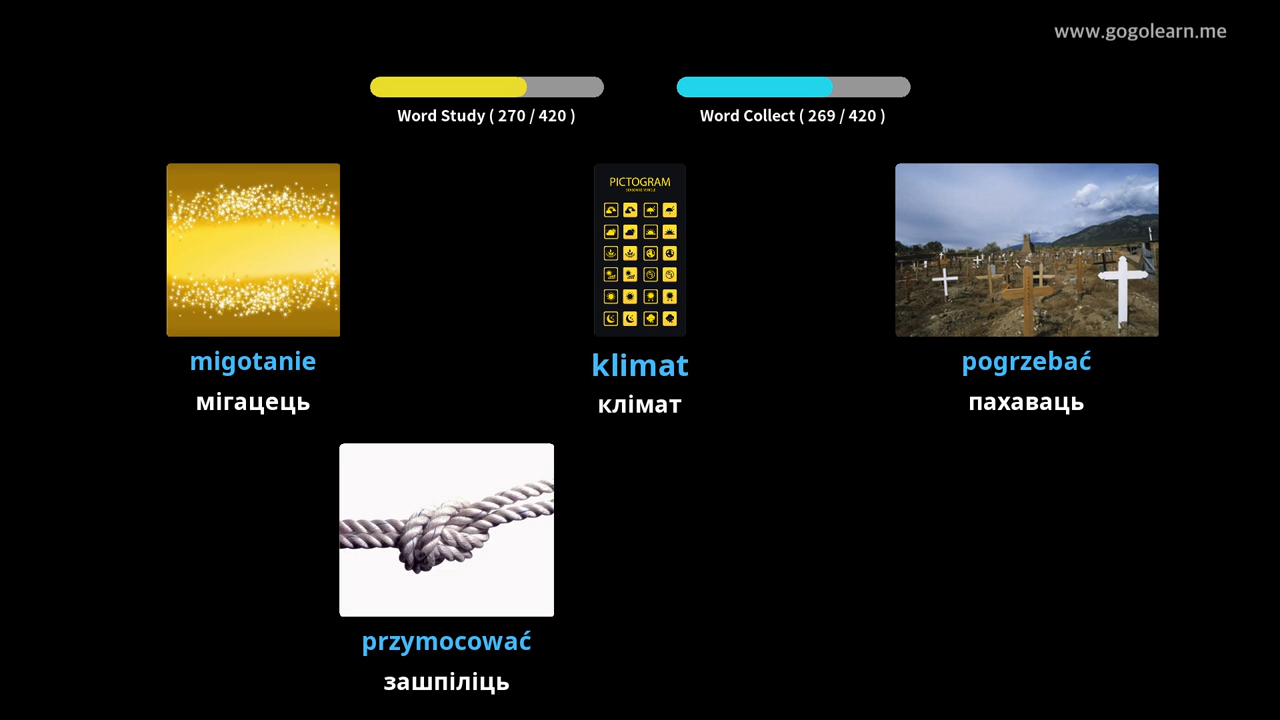 www.gogolearn.me
Word Study ( 270 / 420 )
Word Collect ( 269 / 420 )
PICTOGRAM
migotanie
мігацець
klimat
клімат
pogrzebać
пахаваць
przymocować
зашпіліць